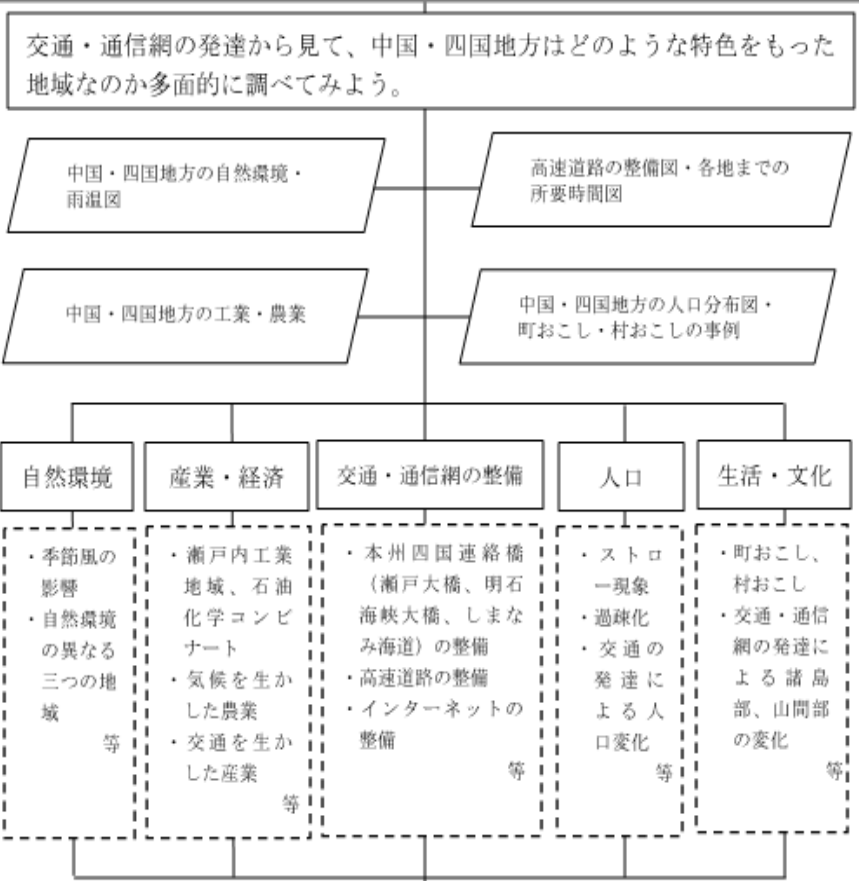 交通・通信網の発達から見て、中国・四国地方はどのような特色をもった
地域なのか多面的に調べてみよう。
中国・四国地方の自然環境・
雨温図
高速道路の整備図・各地までの
所要時間図
中国・四国地方の工業・農業
中国・四国地方の人口分布図・
町おこし・村おこしの事例
自然環境
産業・経済
交通・通信網の整備
人口
生活・文化
・季節風の
影響
・自然環境
の異なる
三つの地
域
等
・瀬戸内工業
地域、石油
化学コンビ
ナート
・気候を生か
した農業
・交通を生か
した産業
等
・本州四国連絡橋
（瀬戸大橋、明石
海峡大橋、しまな
み海道）の整備
・高速道路の整備
・インターネットの
整備
等
・ストロ
ー現象
・過疎化
・交通の
発達に
よる人
口変化
等
・町おこし、
村おこし
・交通・通信
網の発達に
よる諸島
部、山間部
の変化
等